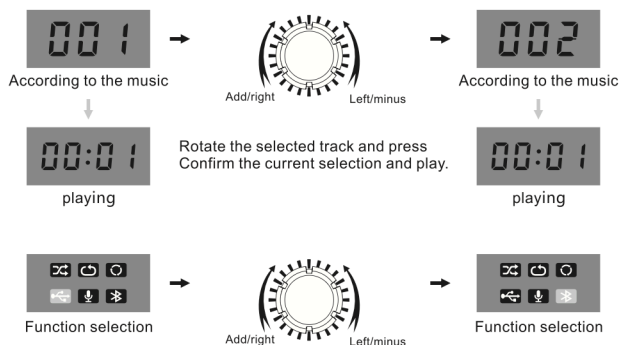 001
002
According to the music
Add/right
Left/minus
According to the music
00:01
Rotate the selected track and press
Confirm the current selection and play.
00:01
playing
playing
Function selection
Add/right
Left/minus
Function selection